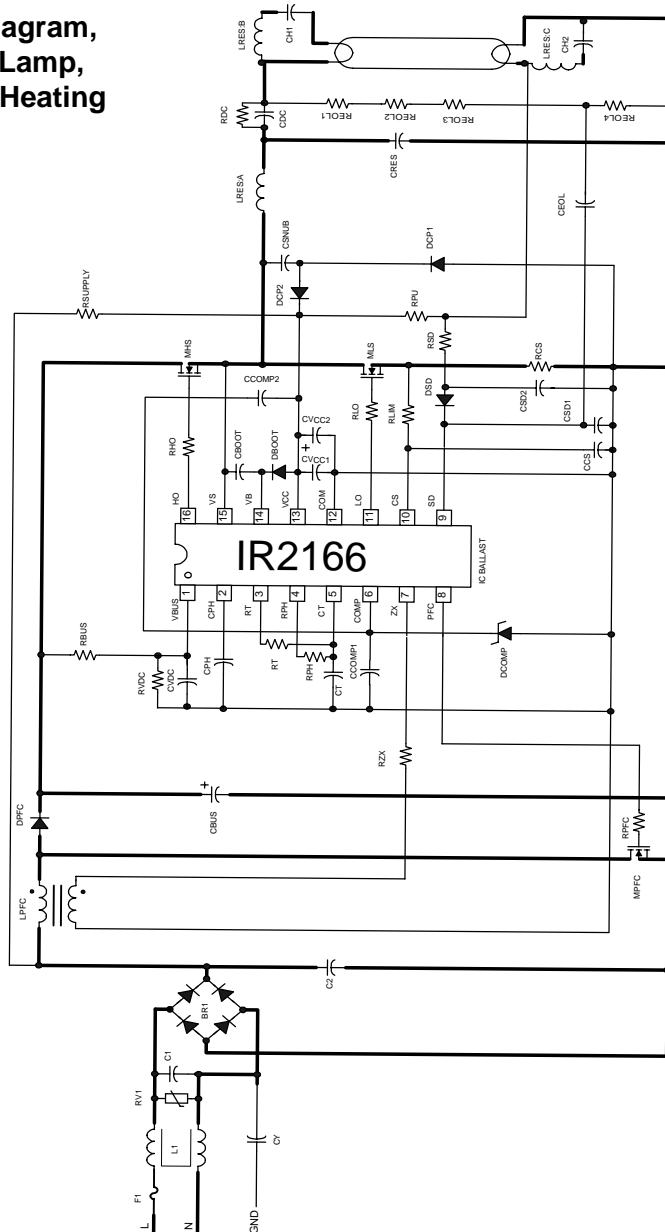 agram,
Lamp,
Heating
LRES:B
CH1
LRES:C
CH2
RDC
CDC
REOL1
REOL2
REOL3
REOL4
CRES
LRES:A
CEOL
CSNUB
DCP1
DCP2
RSUPPLY
RPU
RSD
MHS
MLS
RCS
CCOMP2
DSD
CSD2
CSD1
RHO
CBOOT
DBOOT
CVCC2
+
CVCC1
RLO
RLIM
CCS
HO
VS
VB
VCC
COM
LO
CS
SD
16
15
14
13
12
11
10
9
IR2166
IC BALLAST
1
2
3
4
5
6
7
8
VBUS
CPH
RT
RPH
CT
COMP
ZX
PFC
RBUS
RVDC
CVDC
CPH
RT
RPH
CT
CCOMP1
DCOMP
RZX
DPFC
+
CBUS
RPFC
MPFC
LPFC
C2
BR1
C1
RV1
L1
CY
F1
L
N
GND